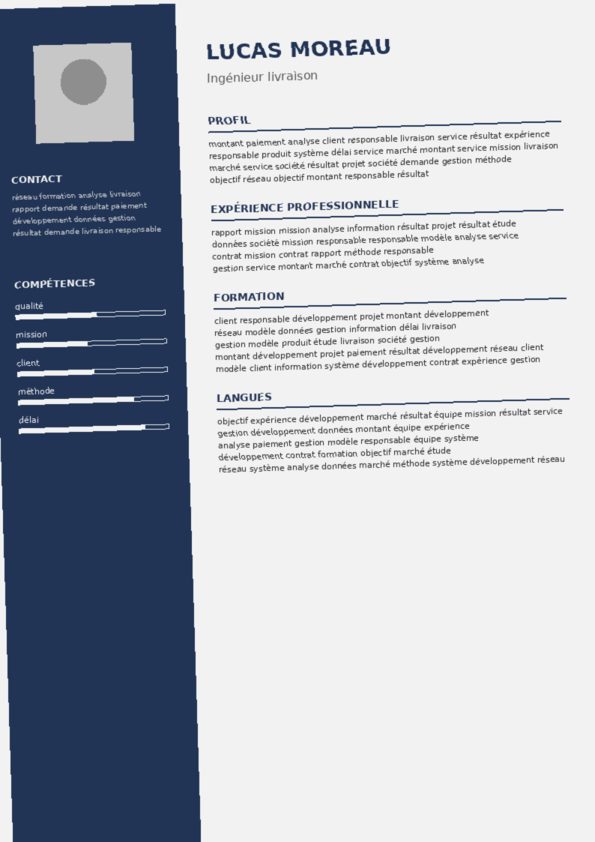 LUCAS MOREAU
Ingénieur livraison
CONTACT
réseau formation analyse livraison
rapport demande résultat paiement
développement données gestion
résultat demande livraison responsable
COMPÉTENCES
qualité
mission
client
méthode
délai
PROFIL
montant paiement analyse client responsable livraison service résultat expérience
responsable produit système délai service marché montant service mission livraison
marché service société résultat projet société demande gestion méthode
objectif réseau objectif montant responsable résultat
EXPÉRIENCE PROFESSIONNELLE
rapport mission mission analyse information résultat projet résultat étude
données société mission responsable responsable modèle analyse service
contrat mission contrat rapport méthode responsable
gestion service montant marché contrat objectif système analyse
FORMATION
client responsable développement projet montant développement
réseau modèle données gestion information délai livraison
gestion modèle produit étude livraison société gestion
montant développement projet paiement résultat développement réseau client
modèle client information système développement contrat expérience gestion
LANGUES
objectif expérience développement marché résultat équipe mission résultat service
gestion développement données montant équipe expérience
analyse paiement gestion modèle responsable équipe système
développement contrat formation objectif marché étude
réseau système analyse données marché méthode système développement réseau